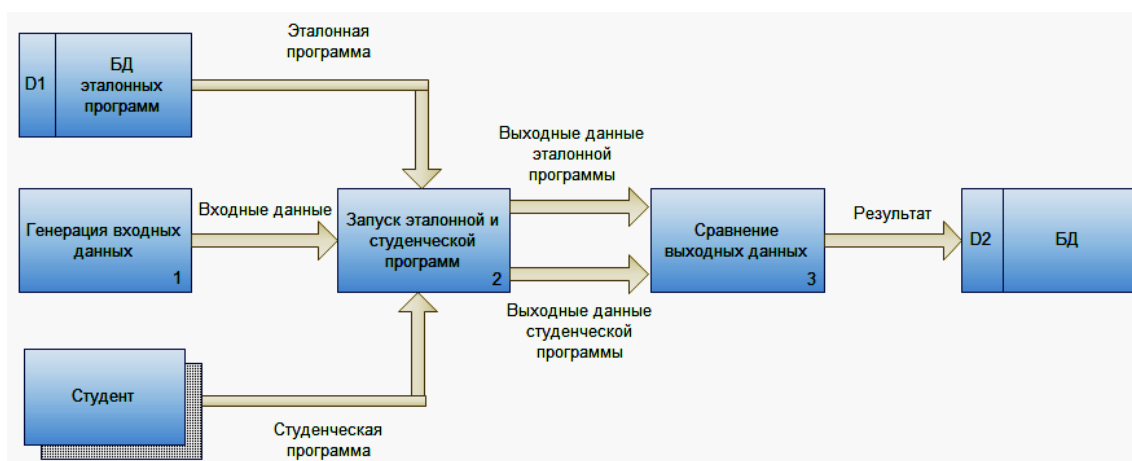 Эталонная
программа
D1
БД
эталонных
программ
Выходные данные
эталонной
программы
Генерация входных
данных
1
Входные данные
Запуск эталонной и
студенческой
программ
2
Сравнение
выходных данных
3
Результат
D2
БД
Выходные данные
студенческой
программы
Студент
Студенческая
программа